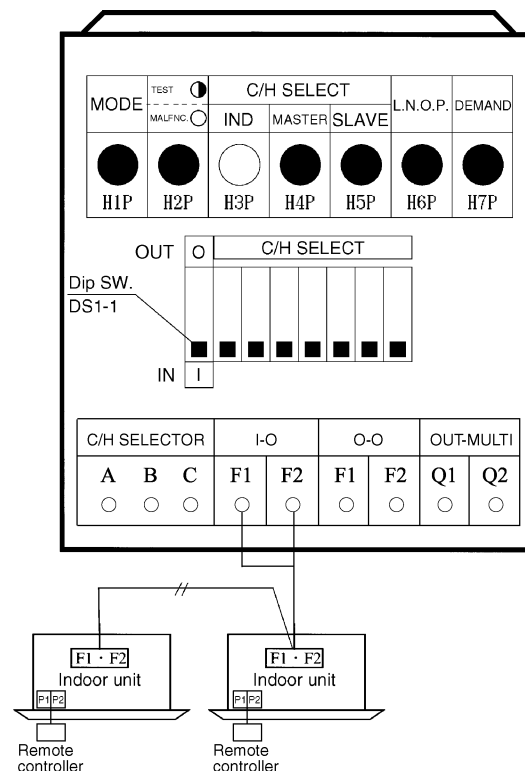 MODE
TEST
MALFNC.
C/H SELECT
IND
MASTER
SLAVE
L.N.O.P.
DEMAND
H1P H2P H3P H4P H5P H6P H7P
OUT O C/H SELECT
Dip SW.
DS1-1
IN I
C/H SELECTOR I-O O-O OUT-MULTI
A B C F1 F2 F1 F2 Q1 Q2
F1 · F2 F1 · F2
Indoor unit Indoor unit
P1 P2 P1 P2
Remote Remote
controller controller